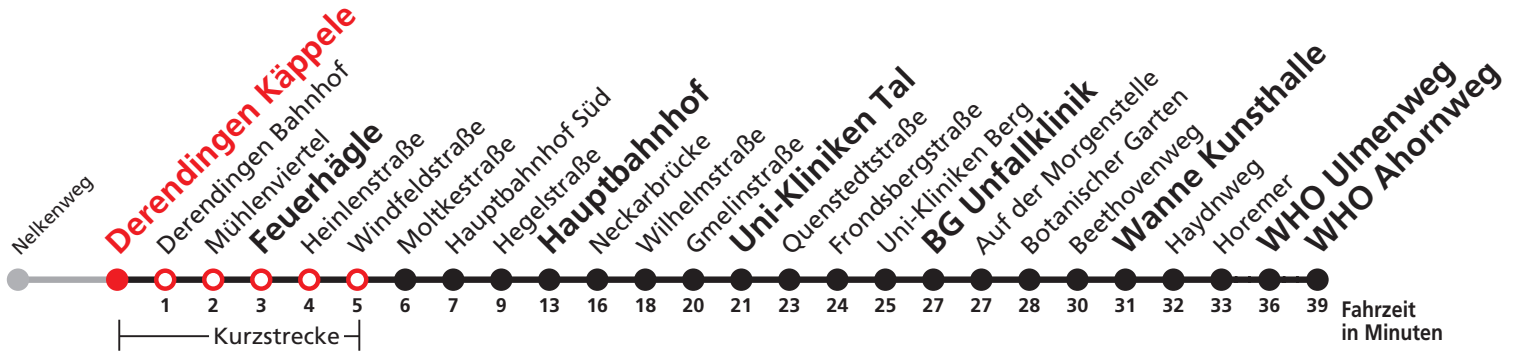 Nelkenweg
Derendingen Käppele
Derendingen Bahnhof
Mühlenviertel
Feuerhägle
Heinlenstraße
Windfeldstraße
Moltkestraße
Hauptbahnhof Süd
Hegelstraße
Hauptbahnhof
Neckarbrücke
Wilhelmstraße
Gmelinstraße
Uni-Kliniken Tal
Quenstedtstraße
Frondsbergstraße
Uni-Kliniken Berg
BG Unfallklinik
Auf der Morgenstelle
Botanischer Garten
Beethovenweg
Wanne Kunsthalle
Haydnweg
Horemer
WHO Ulmenweg
WHO Ahornweg
1 2 3 4 5 6 7 9 13 16 18 20 21 23 24 25 27 27 28 30 31 32 33 36 39 Fahrzeit
in Minuten
Kurzstrecke